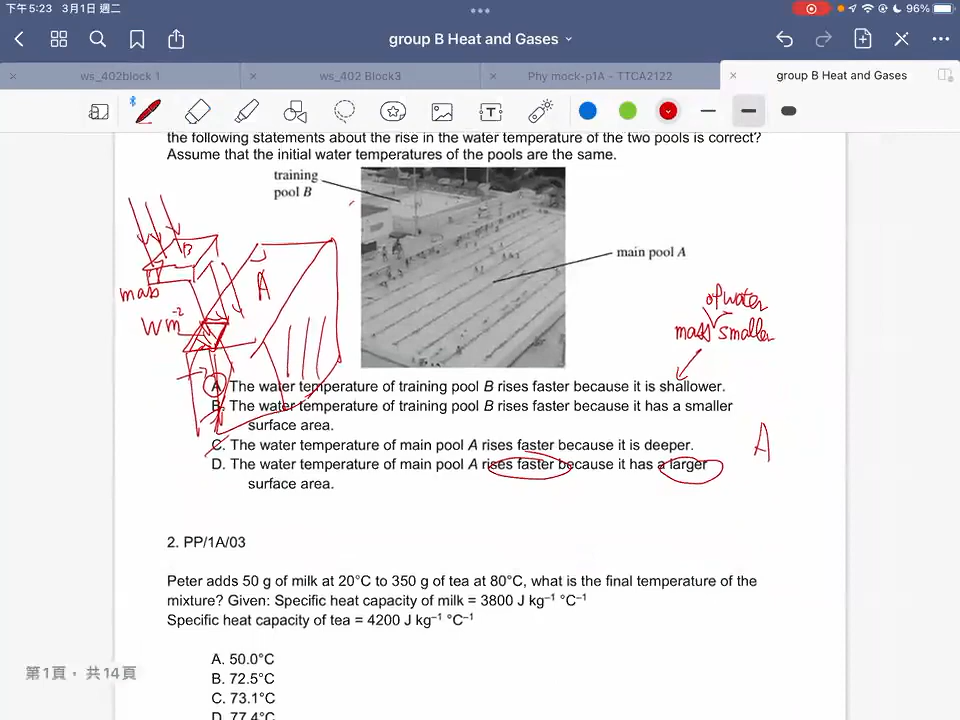 下午5:23 3月1日 週二
96%
group B Heat and Gases
ws_402block 1
ws_402 Block3
Phy mock-p1A - TTCA2122
group B Heat and Gases
the following statements about the rise in the water temperature of the two pools is correct?
Assume that the initial water temperatures of the pools are the same.
training
pool B
main pool A
B
A
Wm⁻²
of water
mass smaller
A. The water temperature of training pool B rises faster because it is shallower.
B. The water temperature of training pool B rises faster because it has a smaller
surface area.
C. The water temperature of main pool A rises faster because it is deeper.
A
D. The water temperature of main pool A rises faster because it has a larger
surface area.
2. PP/1A/03
Peter adds 50 g of milk at 20°C to 350 g of tea at 80°C, what is the final temperature of the
mixture? Given: Specific heat capacity of milk = 3800 J kg⁻¹ °C⁻¹
Specific heat capacity of tea = 4200 J kg⁻¹ °C⁻¹
A. 50.0°C
第1頁，共14頁
B. 72.5°C
C. 73.1°C
D. 77.4°C